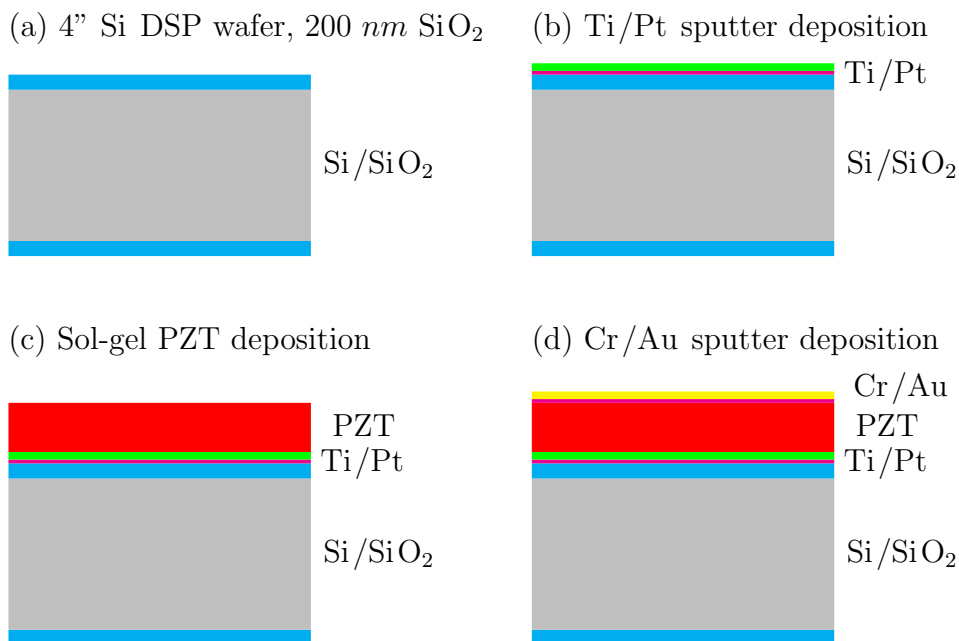 (a) 4” Si DSP wafer, 200 nm SiO₂
(b) Ti/Pt sputter deposition
Ti/Pt
Si/SiO₂
Si/SiO₂
(c) Sol-gel PZT deposition
(d) Cr/Au sputter deposition
Cr/Au
PZT
PZT
Ti/Pt
Ti/Pt
Si/SiO₂
Si/SiO₂